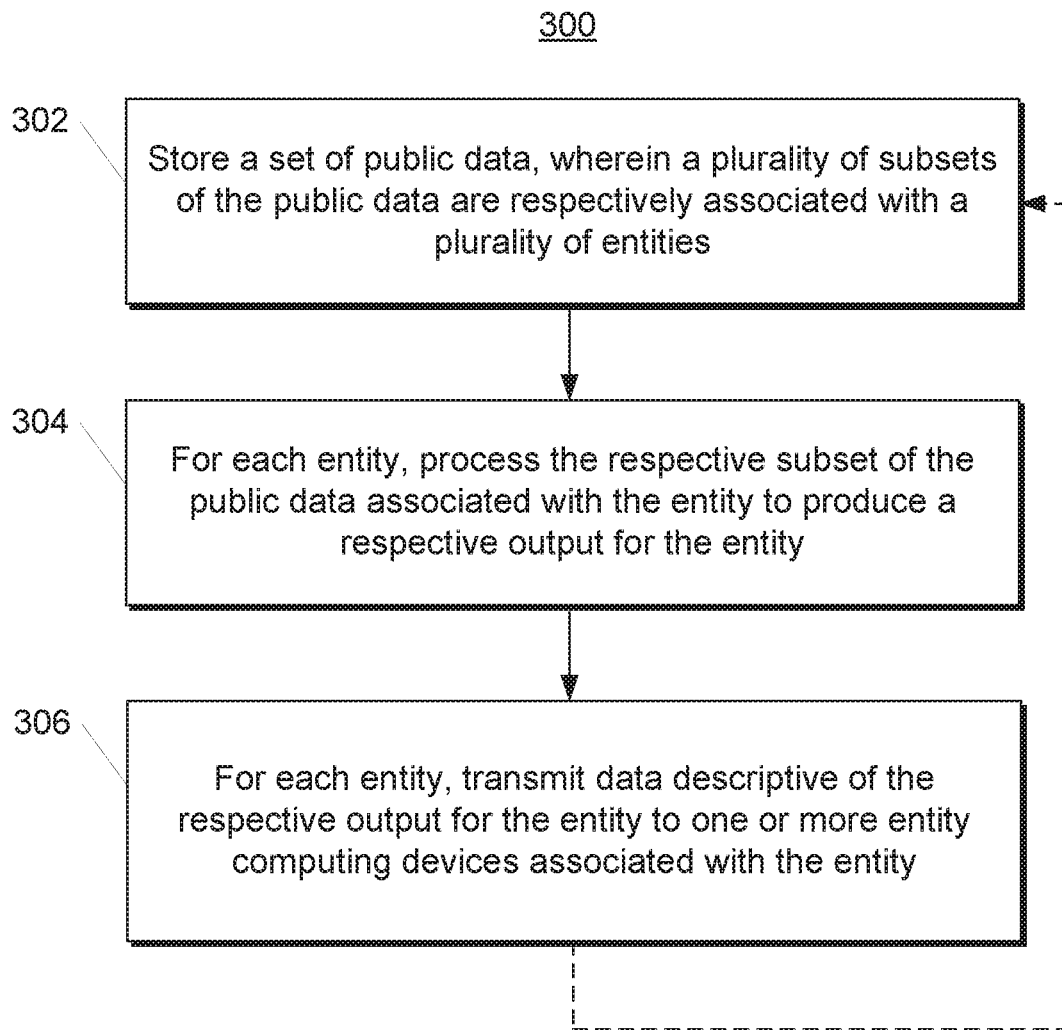 300
302
Store a set of public data, wherein a plurality of subsets
of the public data are respectively associated with a
plurality of entities
304
For each entity, process the respective subset of the
public data associated with the entity to produce a
respective output for the entity
306
For each entity, transmit data descriptive of the
respective output for the entity to one or more entity
computing devices associated with the entity